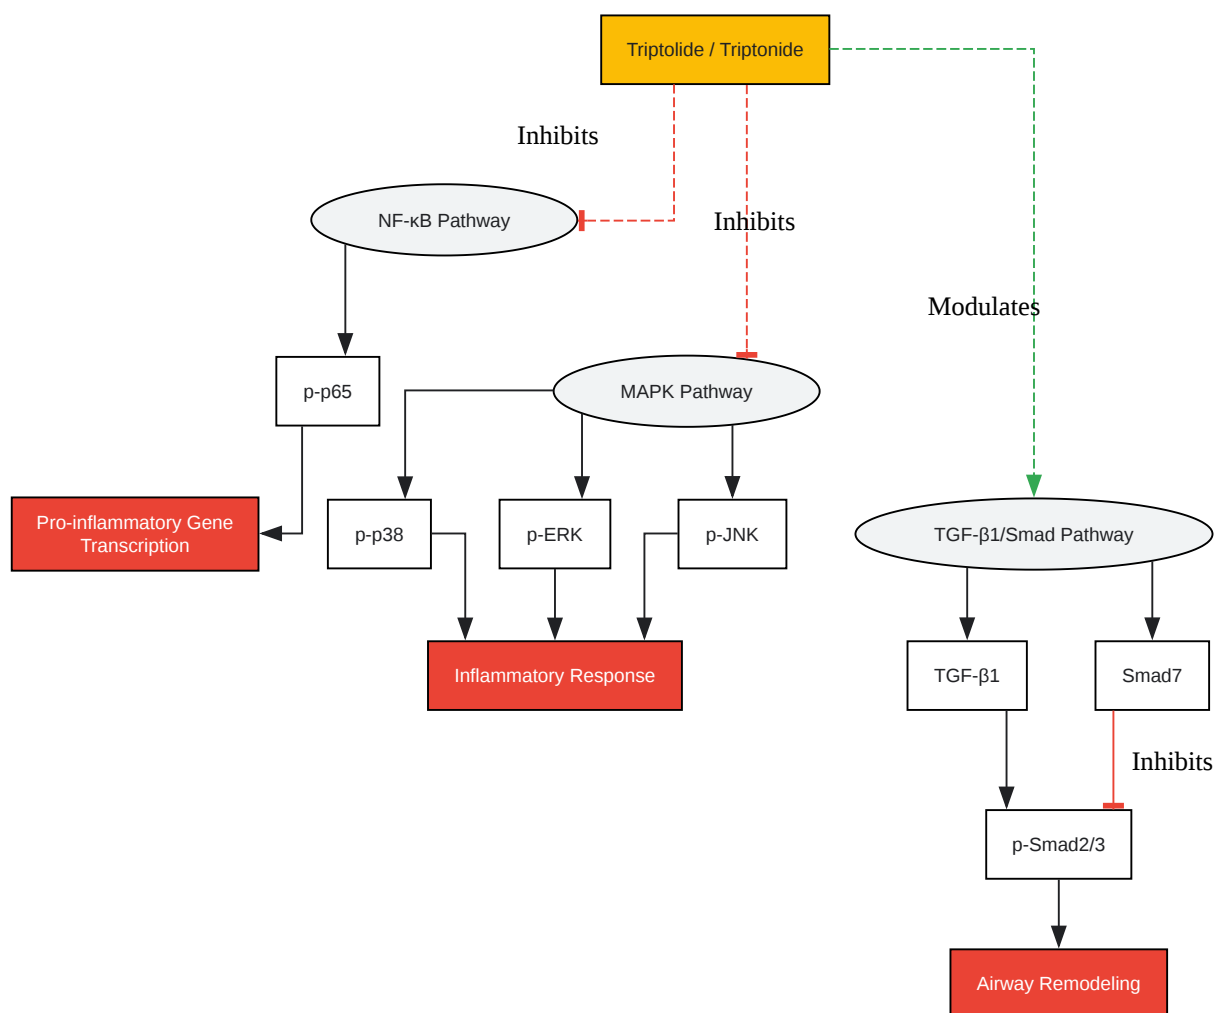 Triptolide / Triptonide
Inhibits
NF-κB Pathway
Inhibits
Modulates
p-p65
MAPK Pathway
Pro-inflammatory Gene
Transcription
p-p38
p-ERK
p-JNK
TGF-β1/Smad Pathway
Inflammatory Response
TGF-β1
Smad7
Inhibits
p-Smad2/3
Airway Remodeling